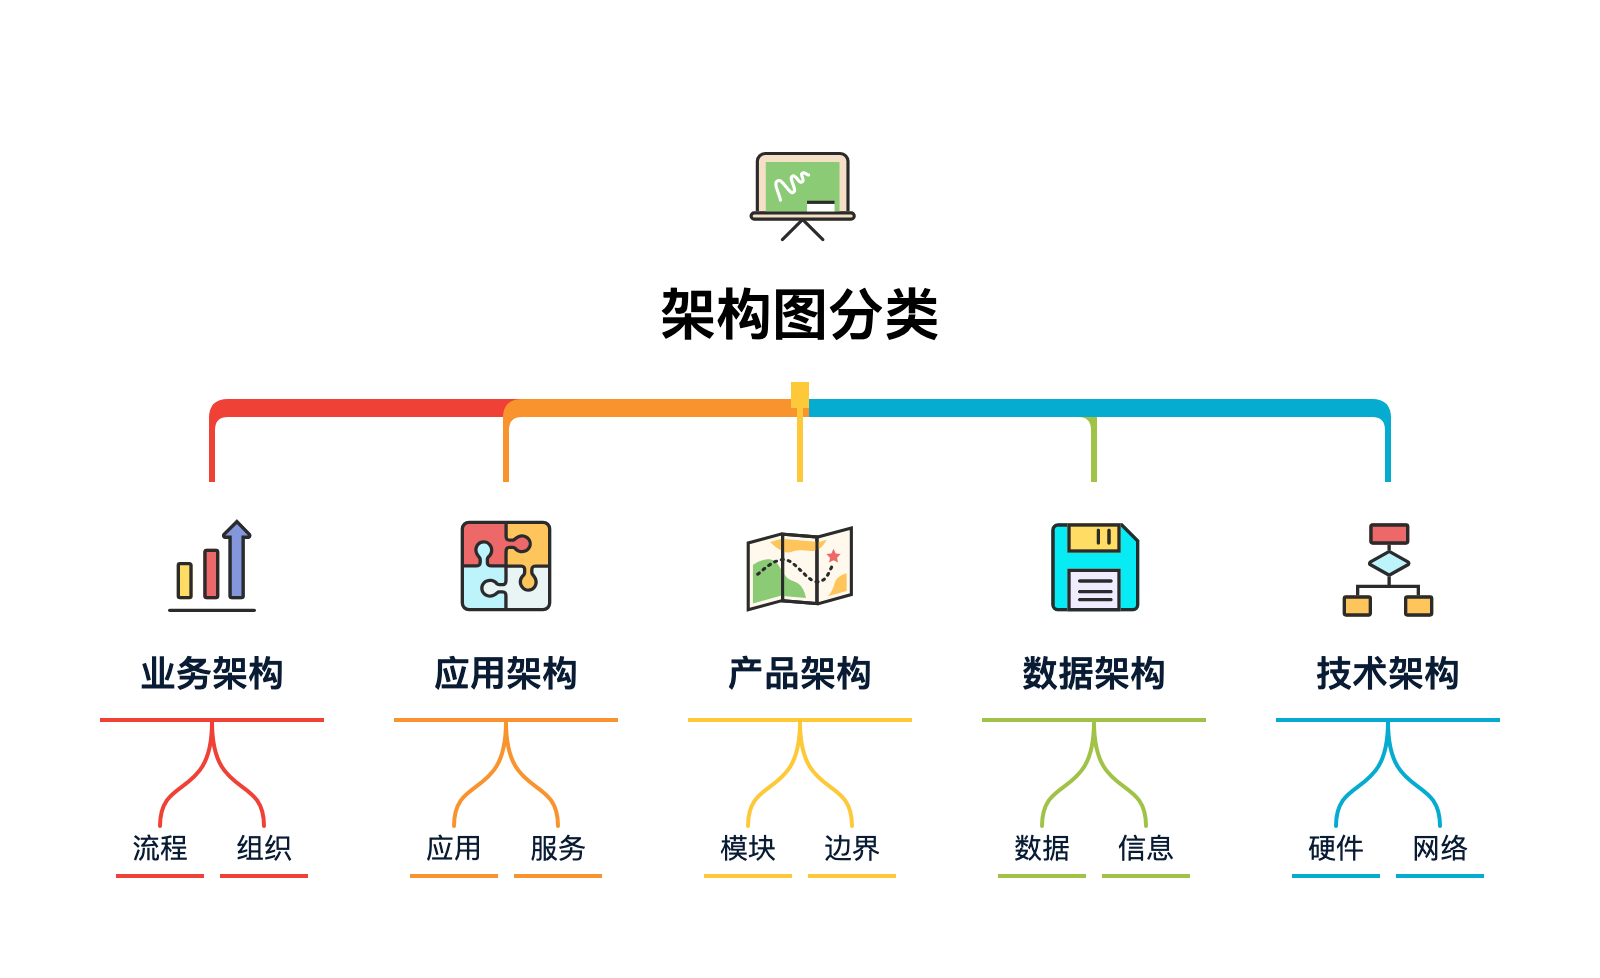 架构图分类
业务架构
应用架构
产品架构
数据架构
技术架构
流程
组织
应用
服务
模块
边界
数据
信息
硬件
网络